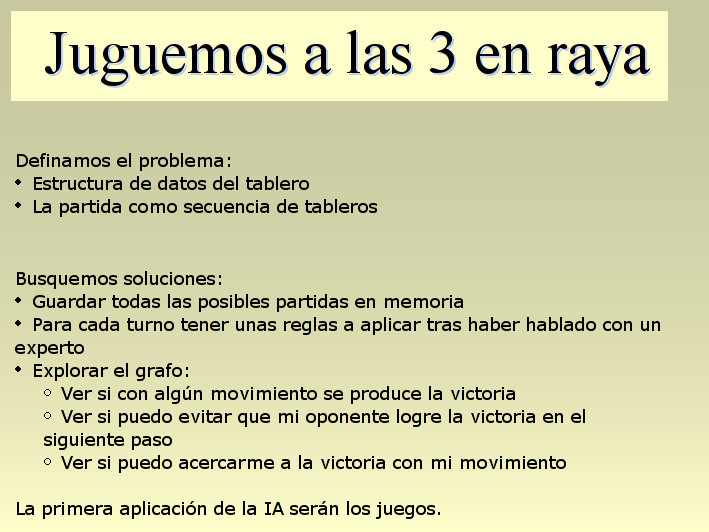 Juguemos a las 3 en raya
Definamos el problema:
• Estructura de datos del tablero
• La partida como secuencia de tableros
Busquemos soluciones:
• Guardar todas las posibles partidas en memoria
• Para cada turno tener unas reglas a aplicar tras haber hablado con un
experto
• Explorar el grafo:
○ Ver si con algún movimiento se produce la victoria
○ Ver si puedo evitar que mi oponente logre la victoria en el
siguiente paso
○ Ver si puedo acercarme a la victoria con mi movimiento
La primera aplicación de la IA serán los juegos.